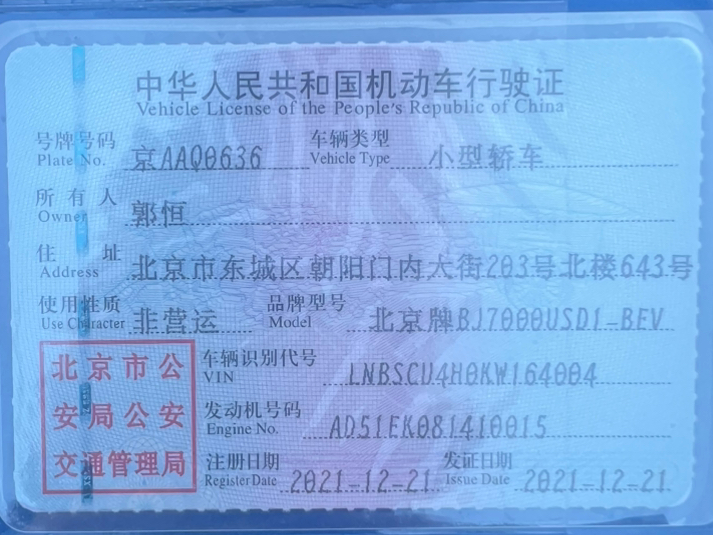 中华人民共和国机动车行驶证
Vehicle License of the People's Republic of China
号牌号码 京AAQ0636 车辆类型 小型轿车
Plate No. Vehicle Type
所有人 郭恒
Owner
住址 北京市东城区朝阳门内大街203号北楼643号
Address
使用性质 非营运 品牌型号 北京牌BJ7000USD1-BEV
Use Character Model
北京市公安局公安交通管理局
车辆识别代号 LNBSCU4H0KW164004
VIN
发动机号码 AD51FK081410015
Engine No.
注册日期 2021-12-21 发证日期 2021-12-21
Register Date Issue Date